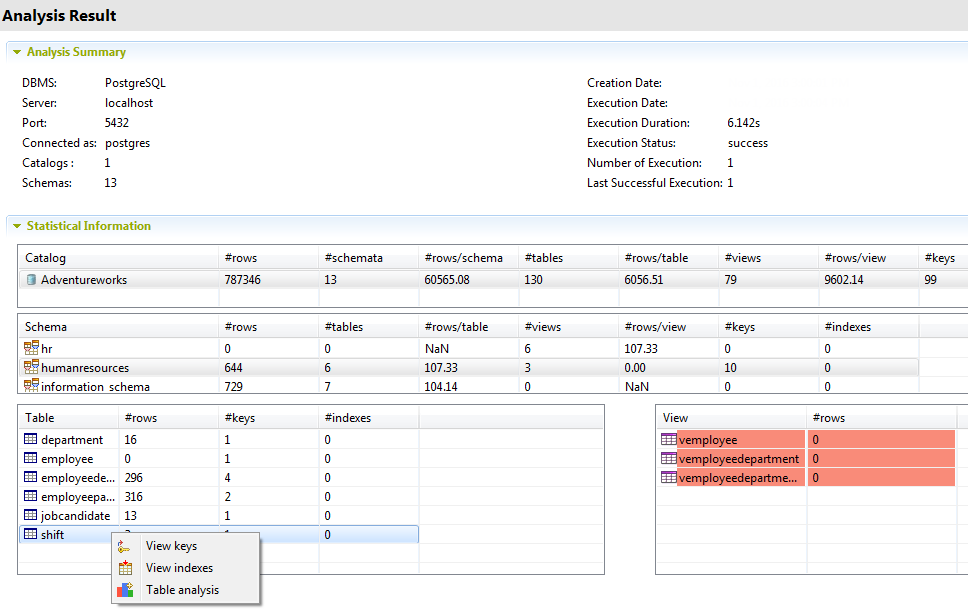 Analysis Result
Analysis Summary
DBMS: PostgreSQL Creation Date:
Server: localhost Execution Date:
Port: 5432 Execution Duration: 6.142s
Connected as: postgres Execution Status: success
Catalogs : 1 Number of Execution: 1
Schemas: 13 Last Successful Execution: 1
Statistical Information
Catalog #rows #schemata #rows/schema #tables #rows/table #views #rows/view #keys
Adventureworks 787346 13 60565.08 130 6056.51 79 9602.14 99
Schema #rows #tables #rows/table #views #rows/view #keys #indexes
hr 0 0 NaN 6 107.33 0 0
humanresources 644 6 107.33 3 0.00 10 0
information_schema 729 7 104.14 0 NaN 0 0
Table #rows #keys #indexes View #rows
department 16 1 0 vemployee 0
employee 0 1 0 vemployeedepartment 0
employeede... 296 4 0 vemployeedepartme... 0
employeepa... 316 2 0
jobcandidate 13 1 0
shift 0
View keys
View indexes
Table analysis